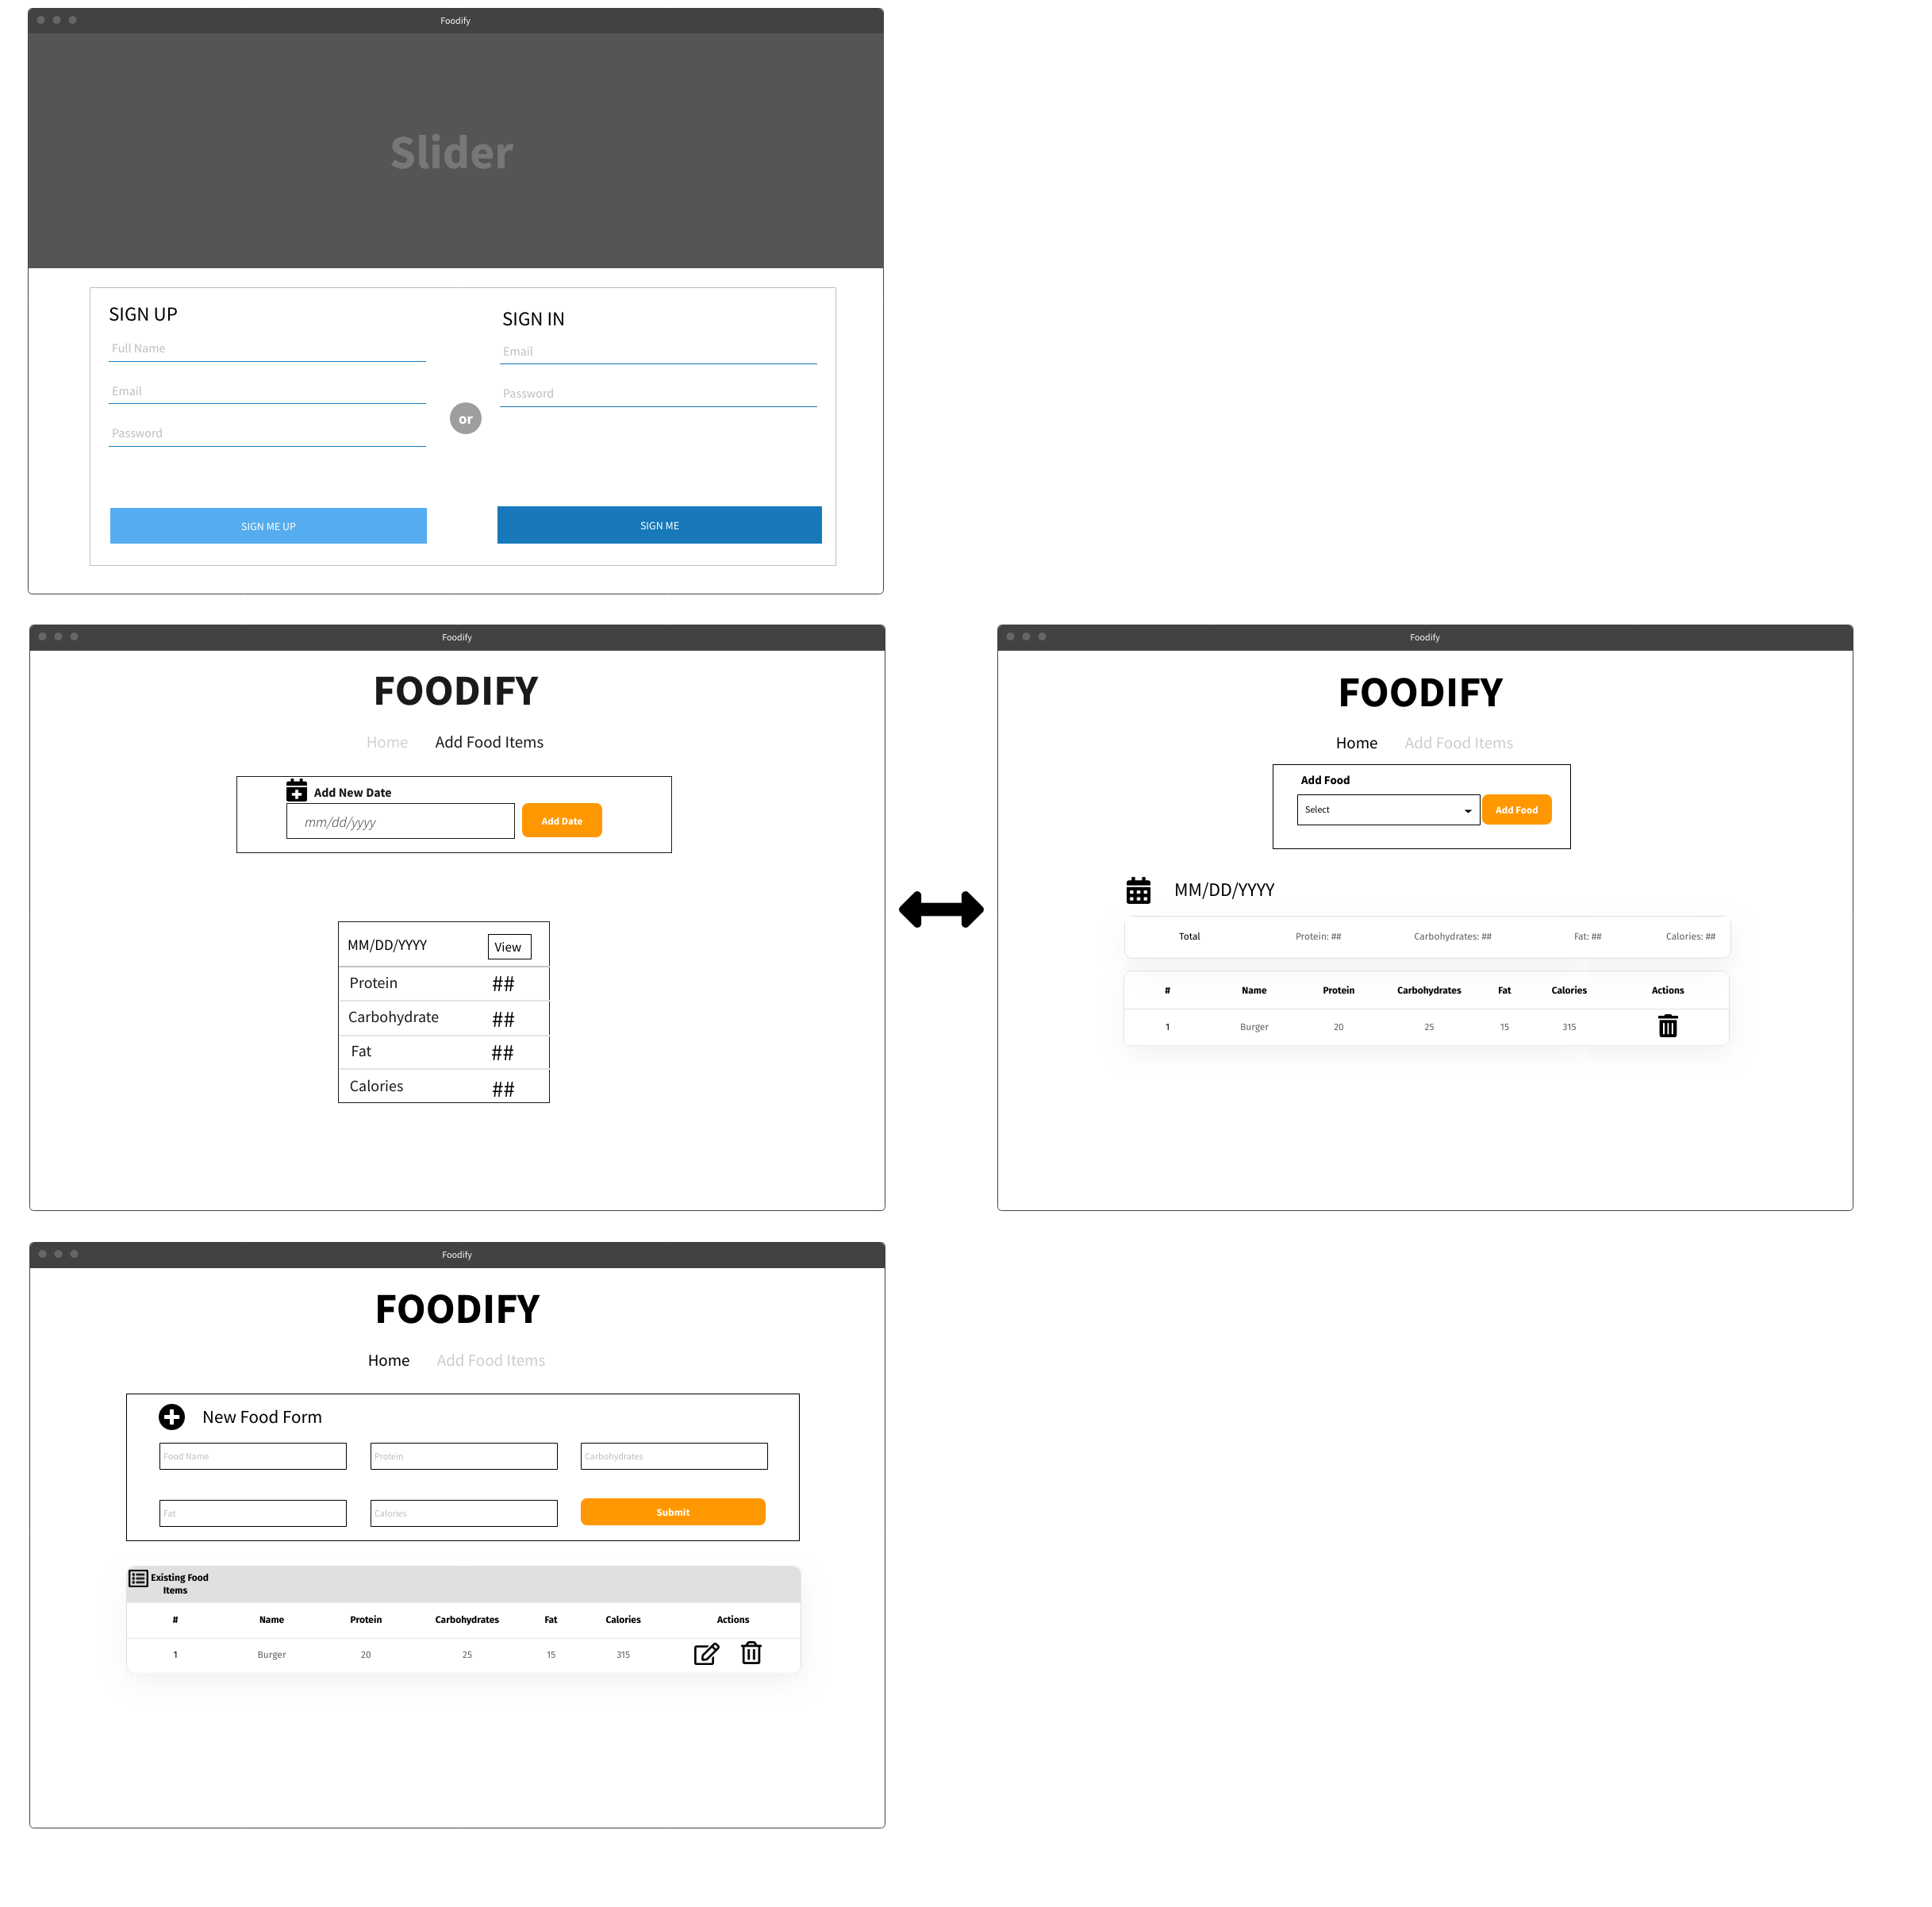 Foodify
Slider
SIGN UP
Full Name
Email
Password
SIGN ME UP
or
SIGN IN
Email
Password
SIGN ME
Foodify
FOODIFY
Home Add Food Items
Add New Date
mm/dd/yyyy Add Date
MM/DD/YYYY View
Protein ##
Carbohydrate ##
Fat ##
Calories ##
Foodify
FOODIFY
Home Add Food Items
Add Food
Select Add Food
MM/DD/YYYY
Total Protein: ## Carbohydrates: ## Fat: ## Calories: ##
# Name Protein Carbohydrates Fat Calories Actions
1 Burger 20 25 15 315
Foodify
FOODIFY
Home Add Food Items
New Food Form
Food Name Protein Carbohydrates
Fat Calories Submit
Existing Food
Items
# Name Protein Carbohydrates Fat Calories Actions
1 Burger 20 25 15 315